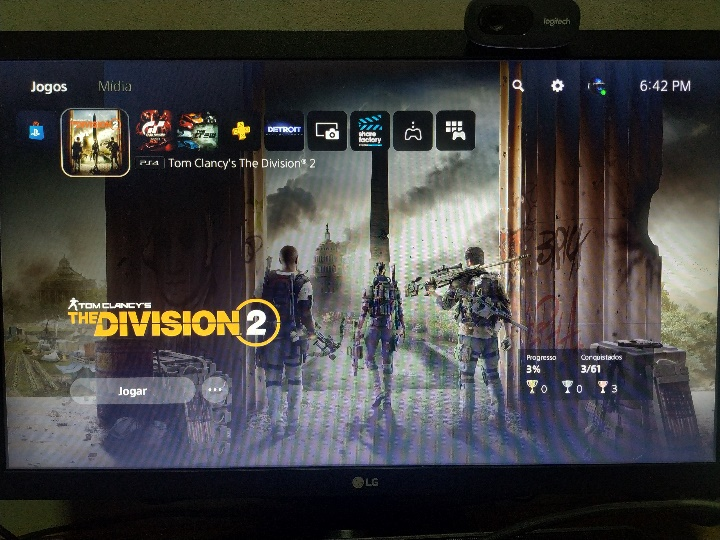 logitech
Jogos Mídia 6:42 PM
DETROIT
share
factory
PS4 Tom Clancy's The Division® 2
394
TOM CLANCY'S
THE DIVISION 2
Progresso Conquistados
3% 3/61
0 0 3
Jogar
LG